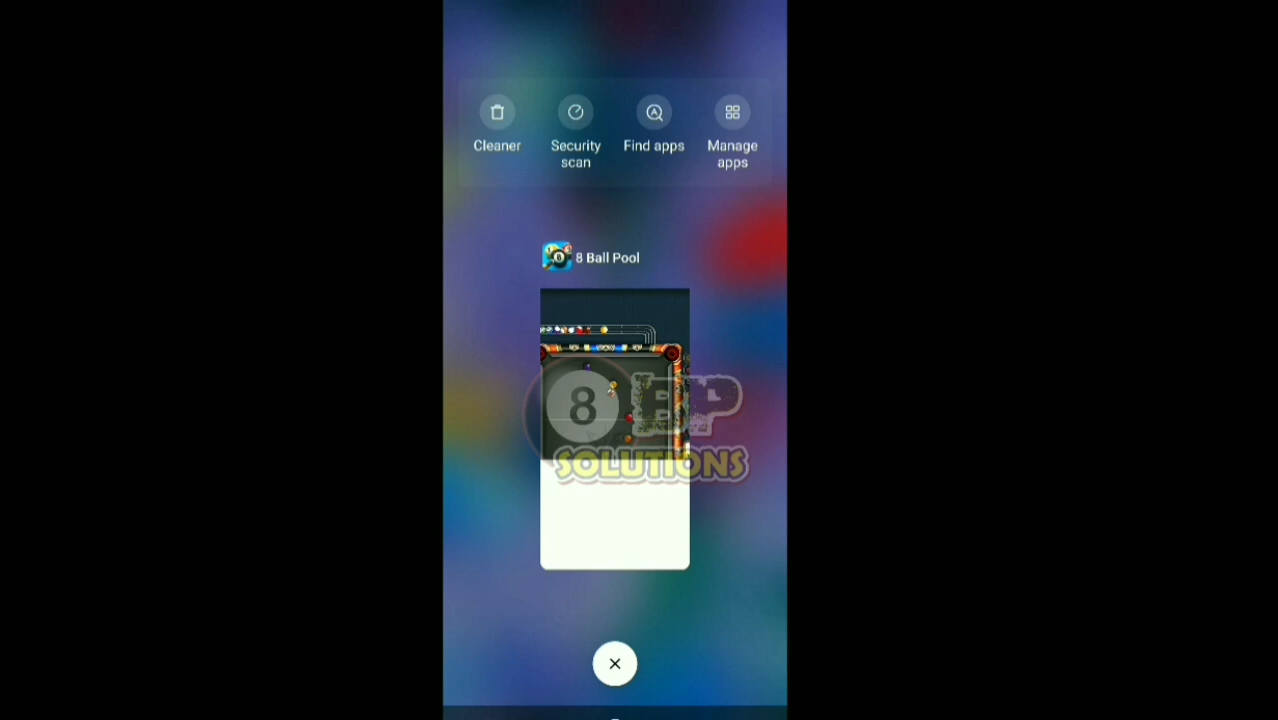 Cleaner
Security
scan
Find apps
Manage
apps
8 Ball Pool
8 BP
SOLUTIONS